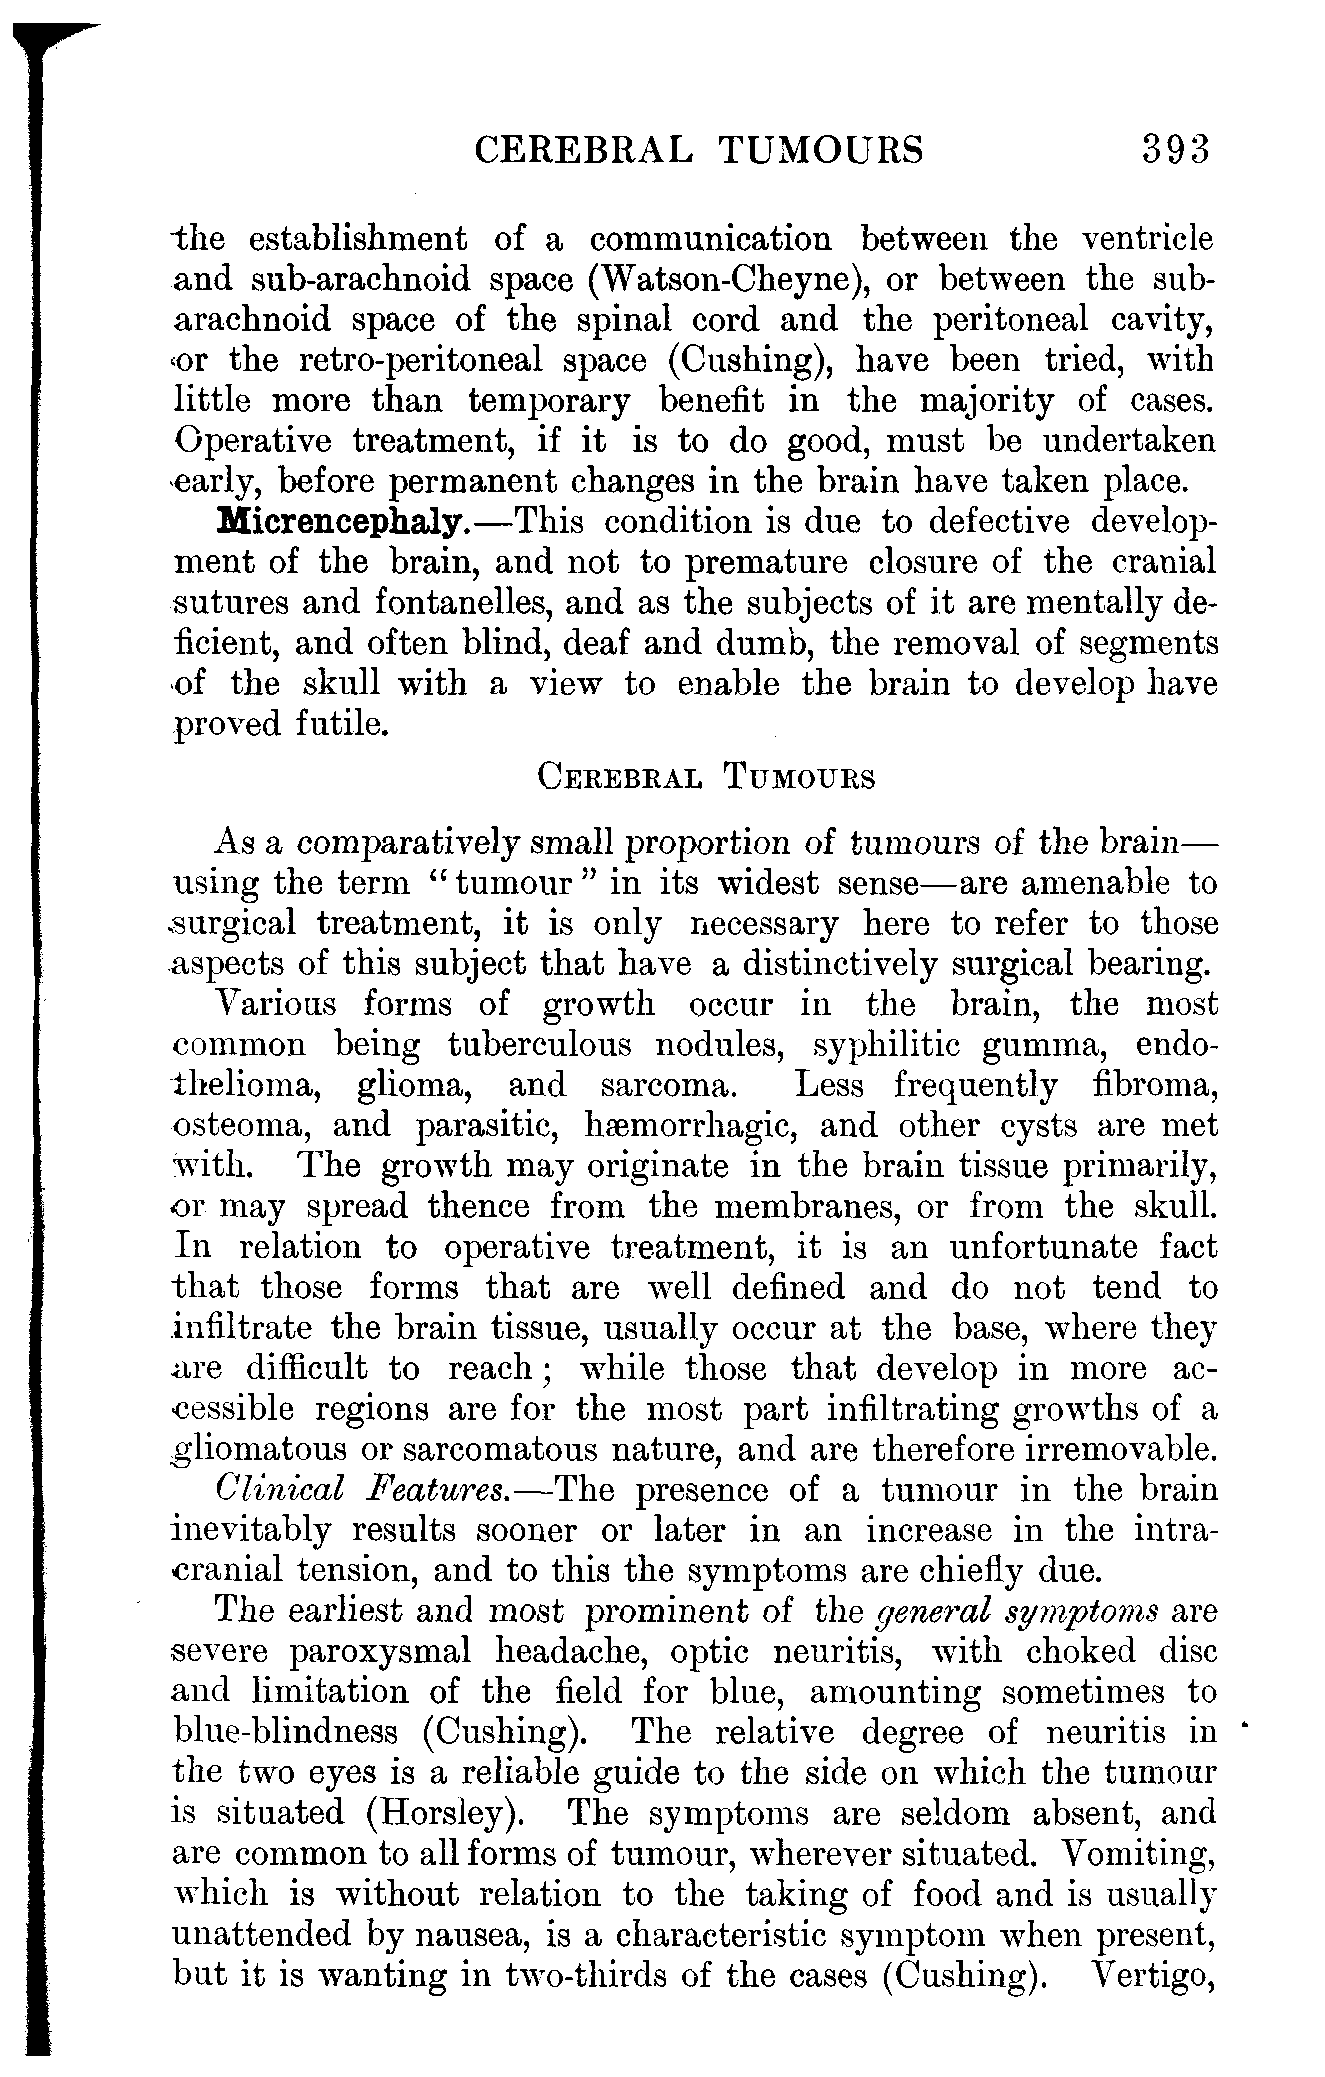 CEREBRAL TUMOURS 393
the establishment of a communication between the ventricle
and sub-arachnoid space (Watson-Cheyne), or between the sub-
arachnoid space of the spinal cord and the peritoneal cavity,
or the retro-peritoneal space (Cushing), have been tried, with
little more than temporary benefit in the majority of cases.
Operative treatment, if it is to do good, must be undertaken
early, before permanent changes in the brain have taken place.
Micrencephaly.—This condition is due to defective develop-
ment of the brain, and not to premature closure of the cranial
sutures and fontanelles, and as the subjects of it are mentally de-
ficient, and often blind, deaf and dumb, the removal of segments
of the skull with a view to enable the brain to develop have
proved futile.
CEREBRAL TUMOURS
As a comparatively small proportion of tumours of the brain—
using the term “tumour” in its widest sense—are amenable to
surgical treatment, it is only necessary here to refer to those
aspects of this subject that have a distinctively surgical bearing.
Various forms of growth occur in the brain, the most
common being tuberculous nodules, syphilitic gumma, endo-
thelioma, glioma, and sarcoma. Less frequently fibroma,
osteoma, and parasitic, hæmorrhagic, and other cysts are met
with. The growth may originate in the brain tissue primarily,
or may spread thence from the membranes, or from the skull.
In relation to operative treatment, it is an unfortunate fact
that those forms that are well defined and do not tend to
infiltrate the brain tissue, usually occur at the base, where they
are difficult to reach; while those that develop in more ac-
cessible regions are for the most part infiltrating growths of a
gliomatous or sarcomatous nature, and are therefore irremovable.
Clinical Features.—The presence of a tumour in the brain
inevitably results sooner or later in an increase in the intra-
cranial tension, and to this the symptoms are chiefly due.
The earliest and most prominent of the general symptoms are
severe paroxysmal headache, optic neuritis, with choked disc
and limitation of the field for blue, amounting sometimes to
blue-blindness (Cushing). The relative degree of neuritis in
the two eyes is a reliable guide to the side on which the tumour
is situated (Horsley). The symptoms are seldom absent, and
are common to all forms of tumour, wherever situated. Vomiting,
which is without relation to the taking of food and is usually
unattended by nausea, is a characteristic symptom when present,
but it is wanting in two-thirds of the cases (Cushing). Vertigo,